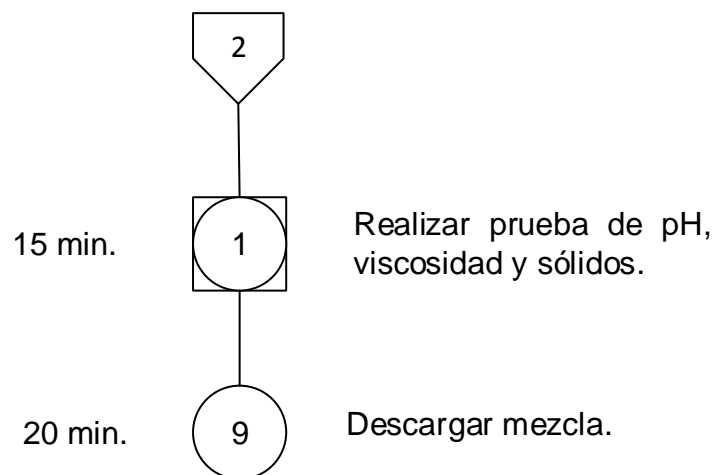 2
15 min.
1
Realizar prueba de pH,
viscosidad y sólidos.
20 min.
9
Descargar mezcla.